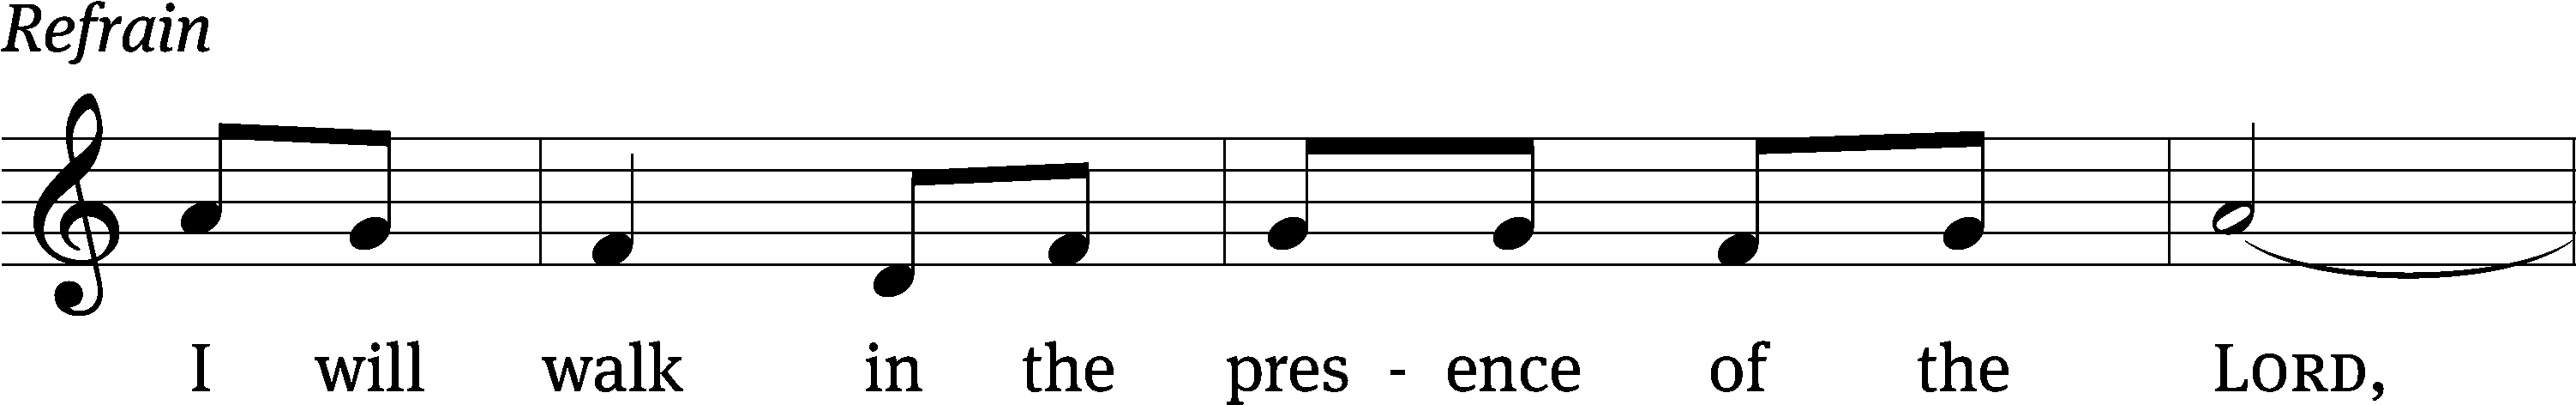 Refrain
I will walk in the pres - ence of the LORD,